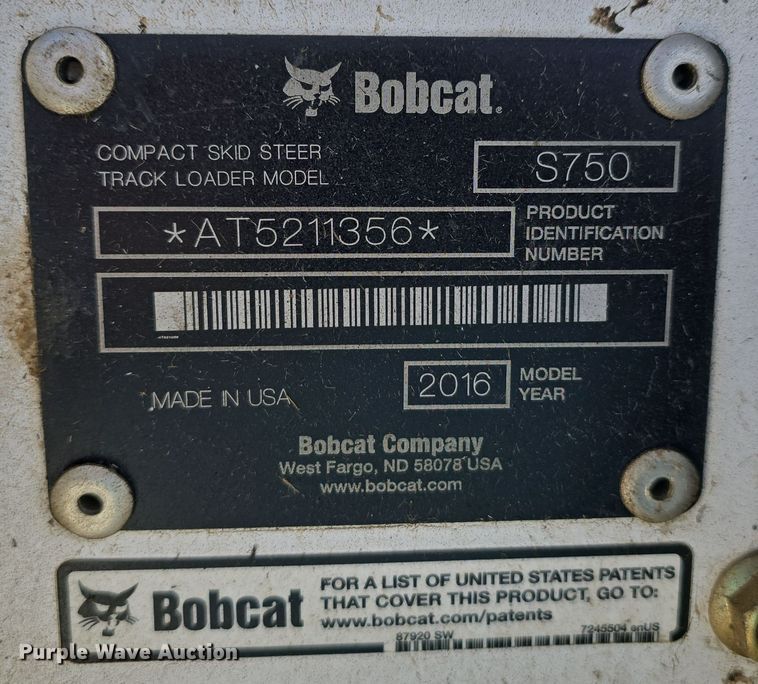 Bobcat.
COMPACT SKID STEER
TRACK LOADER MODEL
S750
*AT5211356*
PRODUCT
IDENTIFICATION
NUMBER
MADE IN USA
2016
MODEL
YEAR
Bobcat Company
West Fargo, ND 58078 USA
www.bobcat.com
Bobcat
FOR A LIST OF UNITED STATES PATENTS
THAT COVER THIS PRODUCT, GO TO:
www.bobcat.com/patents
87920 SW
7245504 enUS
Purple Wave Auction